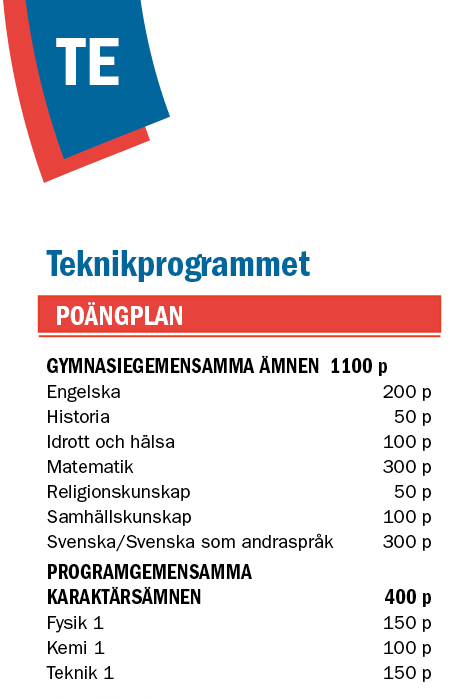 TE
Teknikprogrammet
POÄNGPLAN
GYMNASIEGEMENSAMMA ÄMNEN 1100 p
Engelska 200 p
Historia 50 p
Idrott och hälsa 100 p
Matematik 300 p
Religionskunskap 50 p
Samhällskunskap 100 p
Svenska/Svenska som andraspråk 300 p
PROGRAMGEMENSAMMA
KARAKTÄRSÄMNEN 400 p
Fysik 1 150 p
Kemi 1 100 p
Teknik 1 150 p